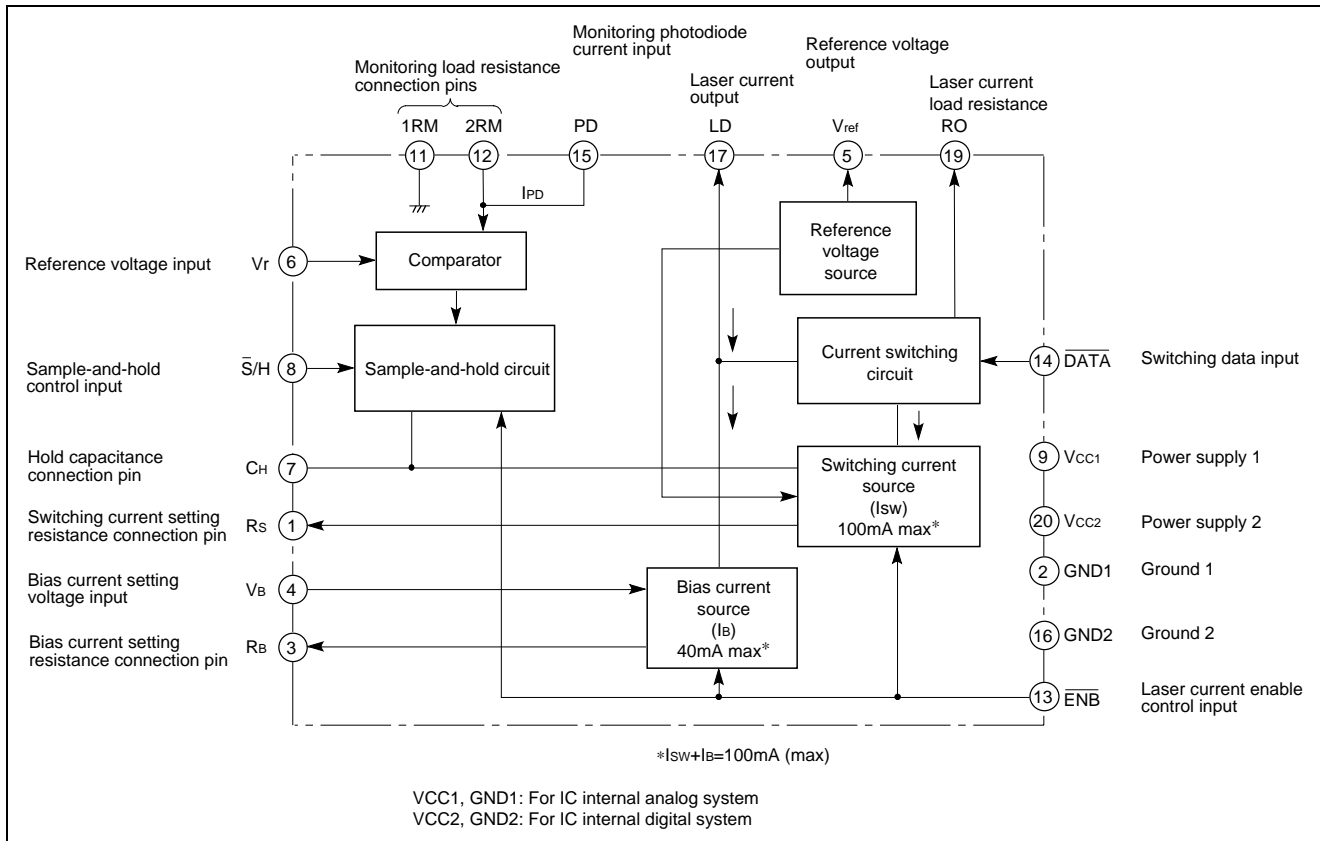 Monitoring photodiode
current input
Reference voltage
output
Monitoring load resistance
connection pins
Laser current
output
Laser current
load resistance
1RM
2RM
PD
LD
Vref
RO
11
12
15
17
5
19
IPD
Reference voltage input
Vr
6
Comparator
Reference
voltage
source
Sample-and-hold
control input
S̅/H
8
Sample-and-hold circuit
Current switching
circuit
14
D̅A̅T̅A̅
Switching data input
Hold capacitance
connection pin
CH
7
Switching current
source
(Isw)
100mA max*
9
VCC1
Power supply 1
Switching current setting
resistance connection pin
RS
1
20
VCC2
Power supply 2
Bias current setting
voltage input
VB
4
Bias current
source
(IB)
40mA max*
2
GND1
Ground 1
Bias current setting
resistance connection pin
RB
3
16
GND2
Ground 2
13
E̅N̅B̅
Laser current enable
control input
*ISW+IB=100mA (max)
VCC1, GND1: For IC internal analog system
VCC2, GND2: For IC internal digital system